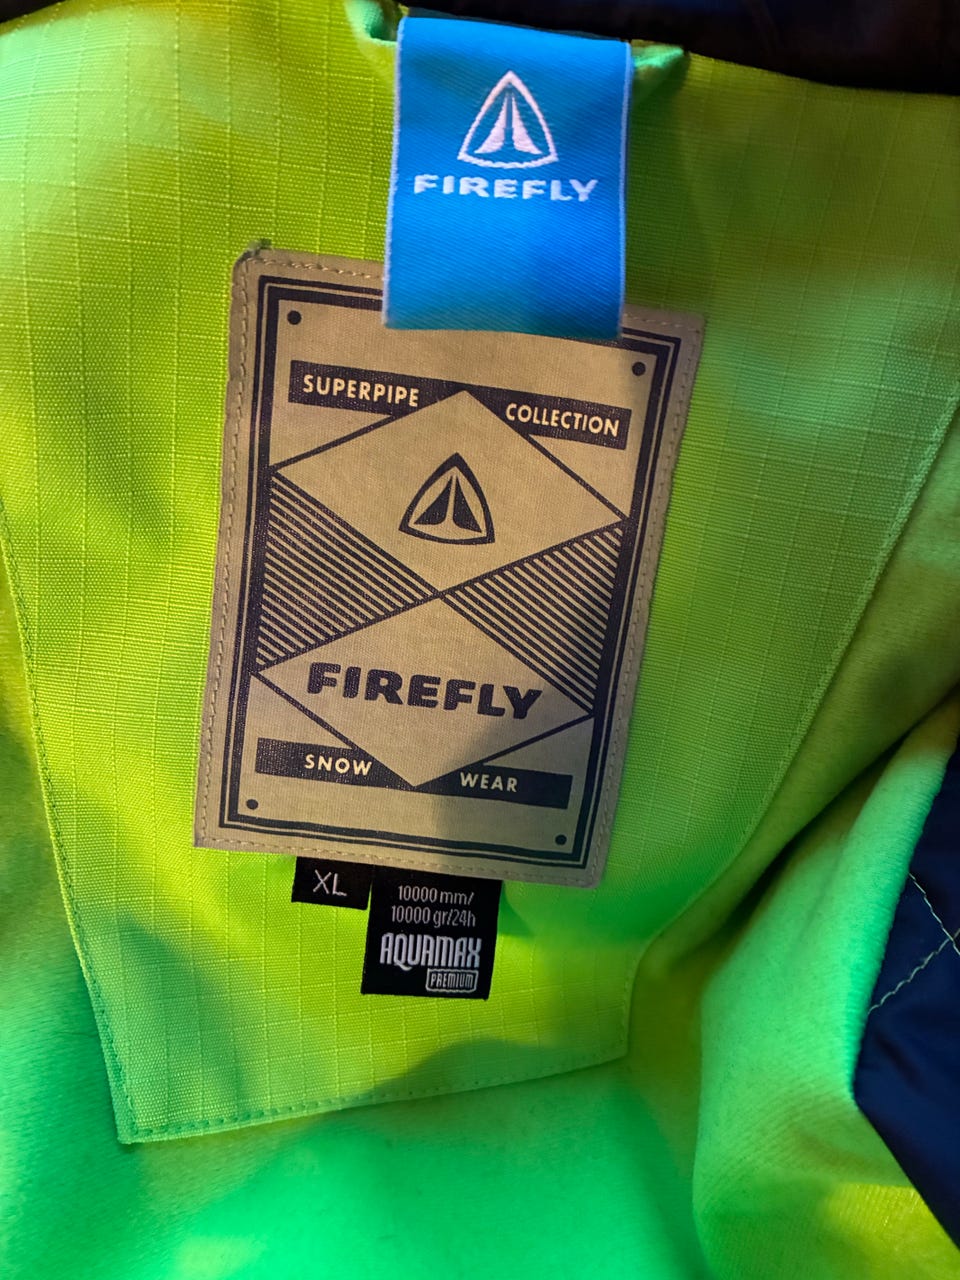 FIREFLY
SUPERPIPE COLLECTION
FIREFLY
SNOW WEAR
XL
10000 mm/
10000 gr/24h
AQUAMAX
PREMIUM